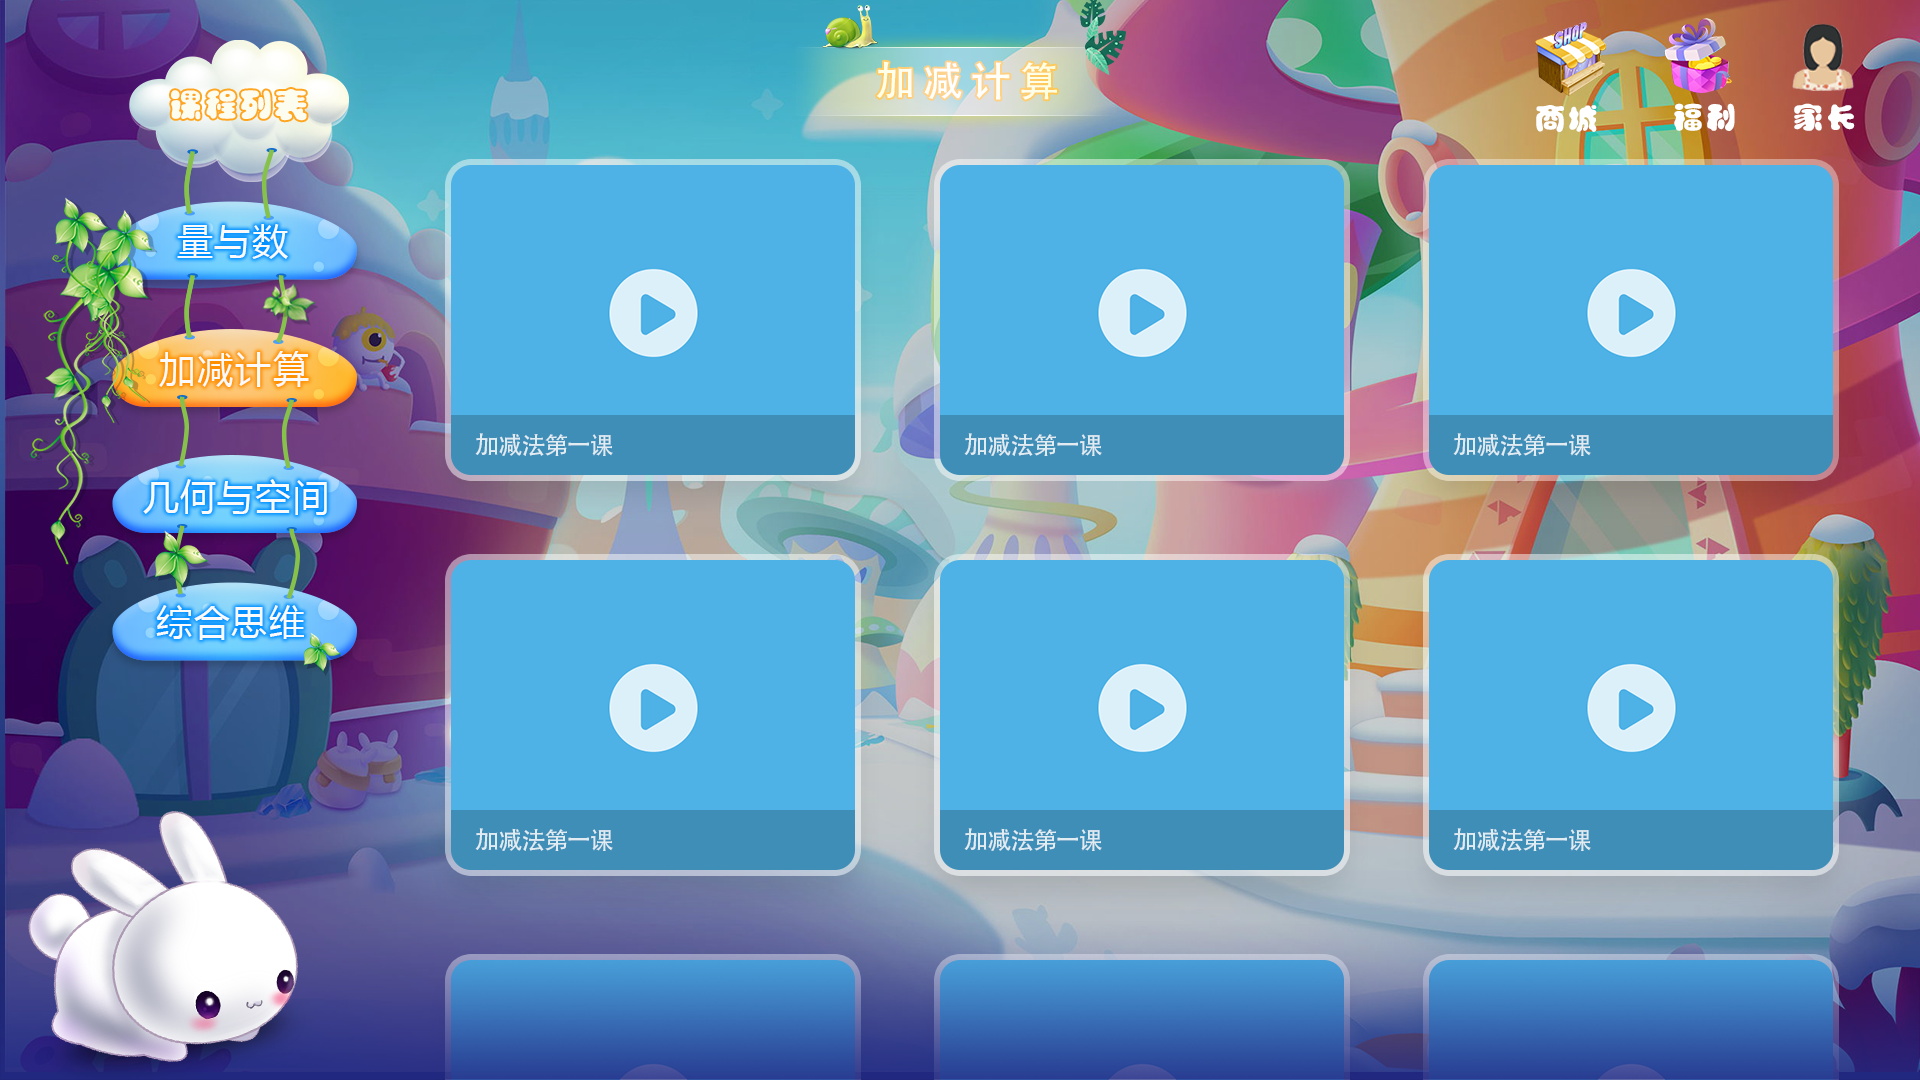 课程列表
加减计算
SHOP
商城
福利
家长
量与数
加减计算
几何与空间
综合思维
加减法第一课
加减法第一课
加减法第一课
加减法第一课
加减法第一课
加减法第一课